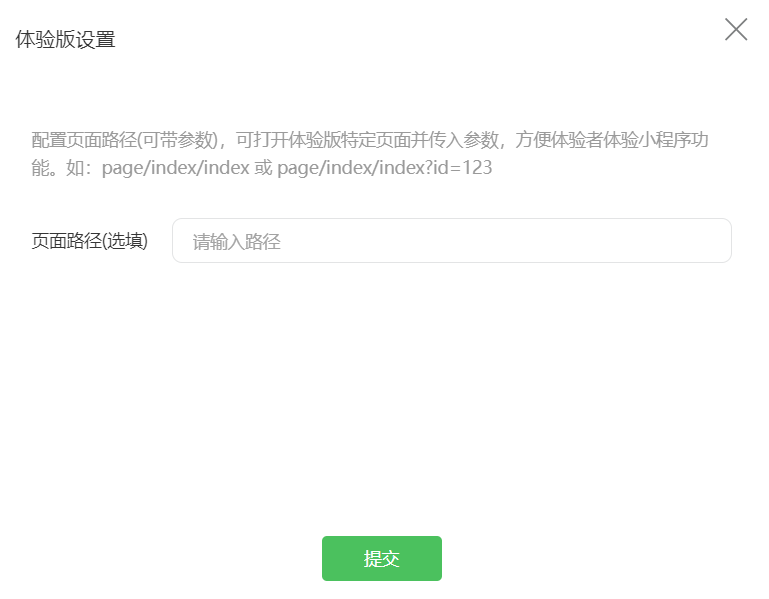 体验版设置
配置页面路径(可带参数)，可打开体验版特定页面并传入参数，方便体验者体验小程序功
能。如：page/index/index 或 page/index/index?id=123
页面路径(选填) 请输入路径
提交